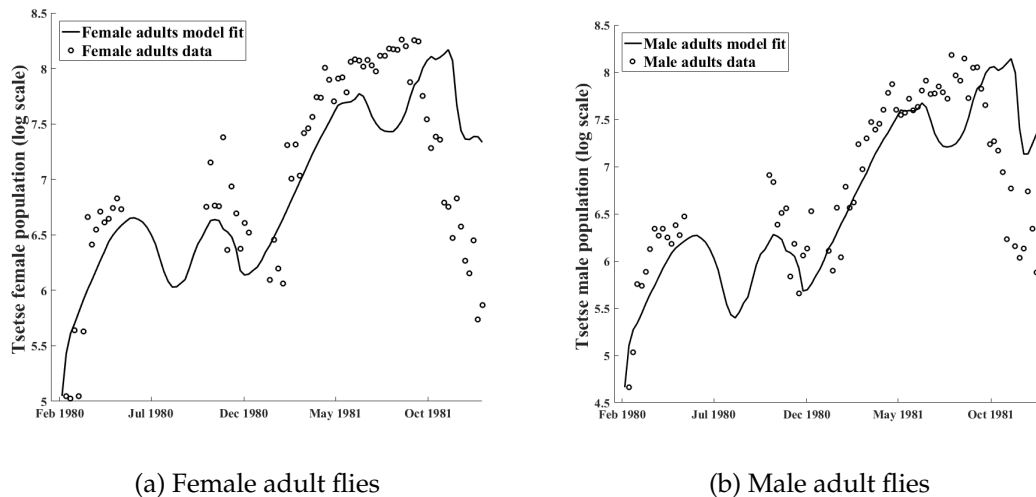 8.5
8
7.5
7
6.5
6
5.5
5
Tsetse female population (log scale)
Female adults model fit
Female adults data
Feb 1980 Jul 1980 Dec 1980 May 1981 Oct 1981
(a) Female adult flies
8.5
8
7.5
7
6.5
6
5.5
5
4.5
4
Tsetse male population (log scale)
Male adults model fit
Male adults data
Feb 1980 Jul 1980 Dec 1980 May 1981 Oct 1981
(b) Male adult flies